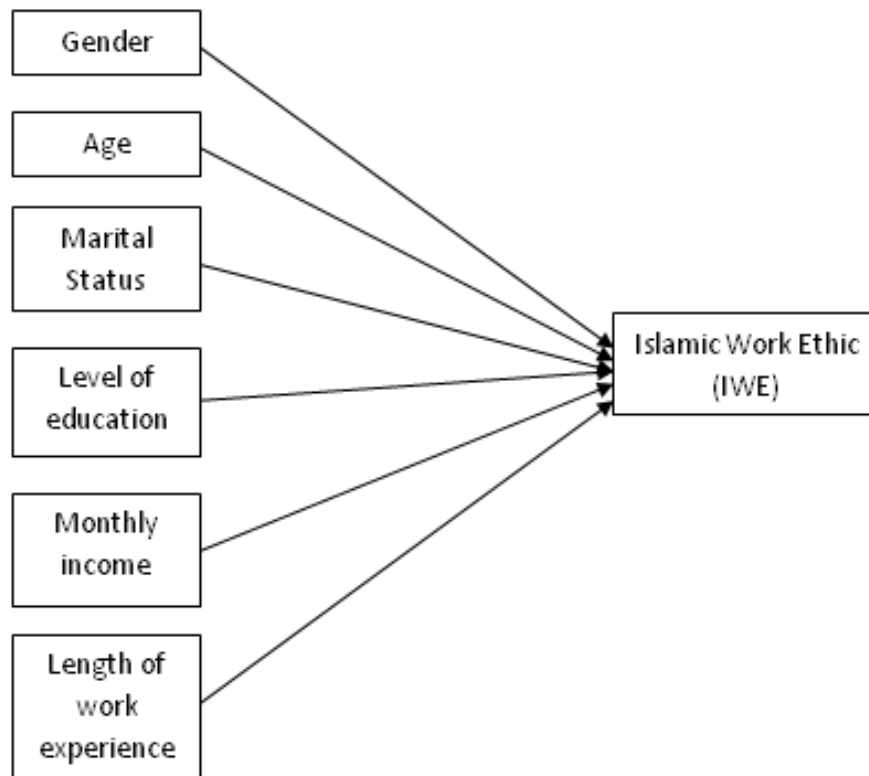 Gender
Age
Marital
Status
Level of
education
Monthly
income
Length of
work
experience
Islamic Work Ethic
(IWE)